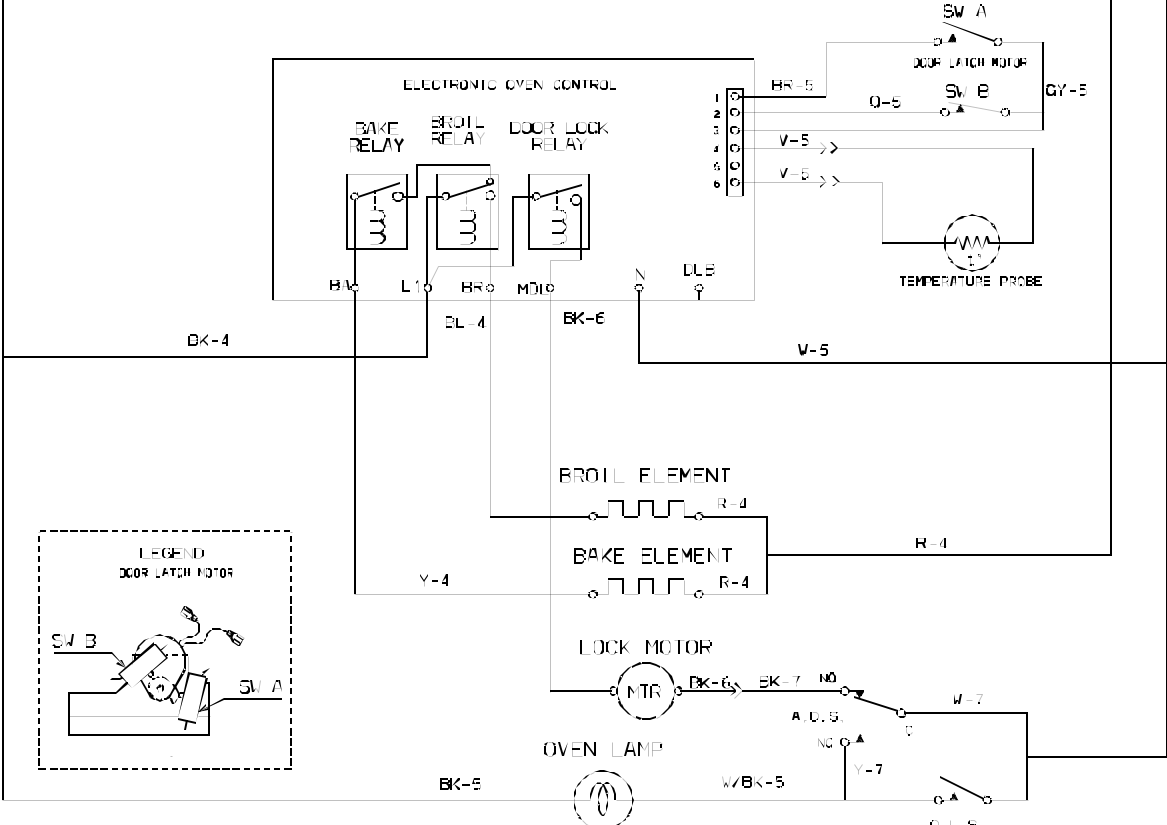 SW A
DOOR LATCH MOTOR
ELECTRONIC OVEN CONTROL
BR-5
SW B
GY-5
O-5
1
2
3
4
5
6
BAKE
RELAY
BROIL
RELAY
DOOR LOCK
RELAY
V-5
V-5
TEMPERATURE PROBE
BA
L1
BR
MDL
N
DLB
BL-4
BK-6
BK-4
W-5
BROIL ELEMENT
R-4
R-4
BAKE ELEMENT
Y-4
R-4
LEGEND
DOOR LATCH MOTOR
SW B
SW A
LOCK MOTOR
MTR
BK-6
BK-7
NO
W-7
A.D.S.
C
NC
Y-7
OVEN LAMP
BK-5
W/BK-5